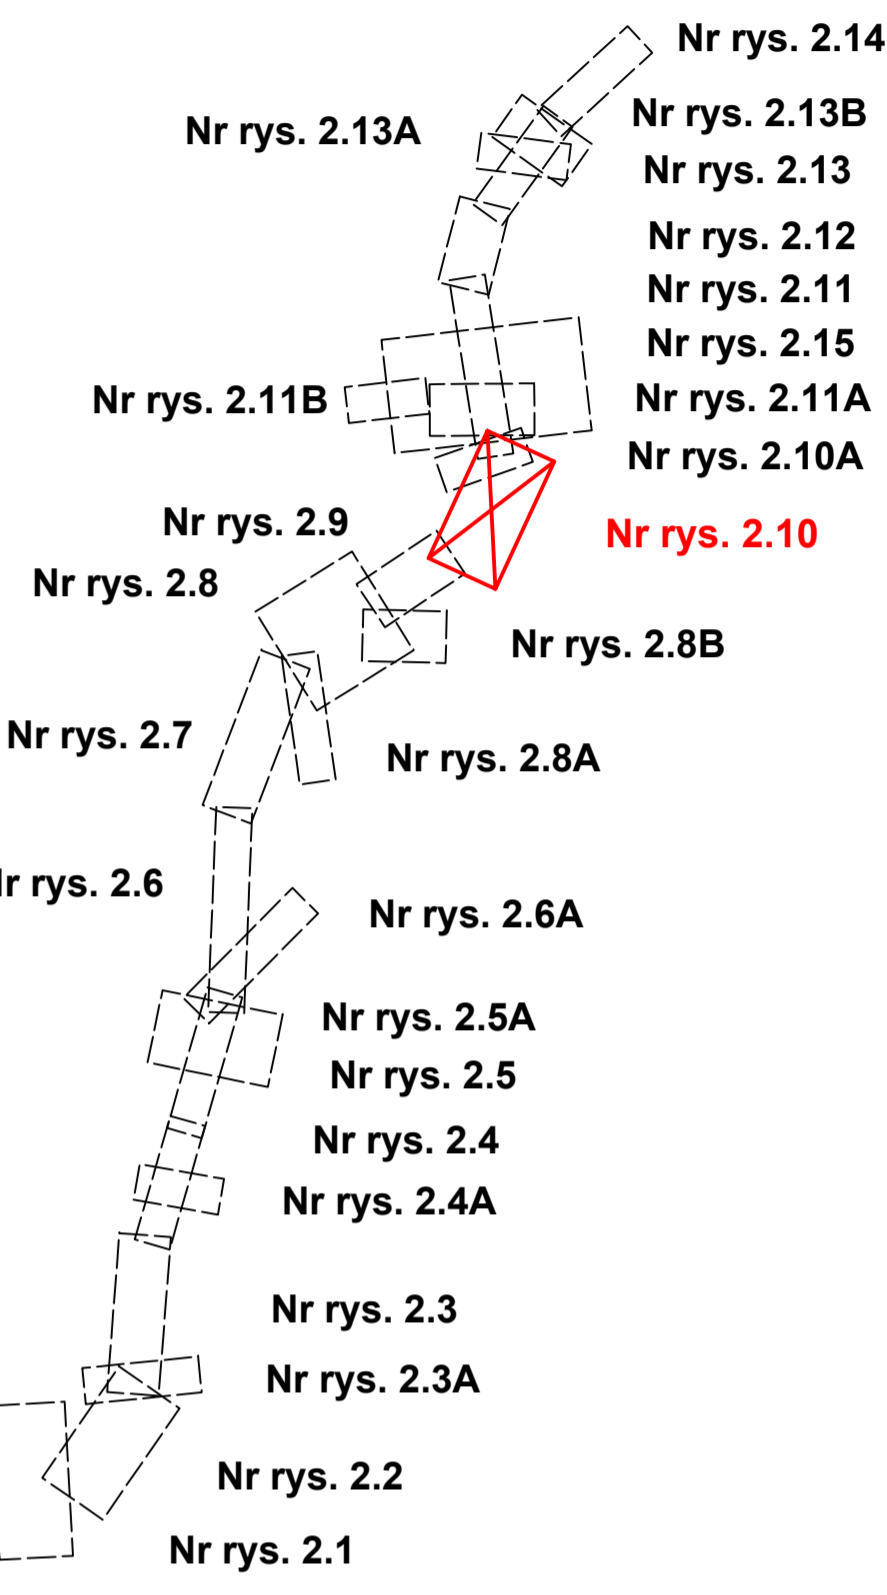 Nr rys. 2.14
Nr rys. 2.13B
Nr rys. 2.13A
Nr rys. 2.13
Nr rys. 2.12
Nr rys. 2.11
Nr rys. 2.15
Nr rys. 2.11B
Nr rys. 2.11A
Nr rys. 2.10A
Nr rys. 2.9
Nr rys. 2.10
Nr rys. 2.8
Nr rys. 2.8B
Nr rys. 2.7
Nr rys. 2.8A
r rys. 2.6
Nr rys. 2.6A
Nr rys. 2.5A
Nr rys. 2.5
Nr rys. 2.4
Nr rys. 2.4A
Nr rys. 2.3
Nr rys. 2.3A
Nr rys. 2.2
Nr rys. 2.1